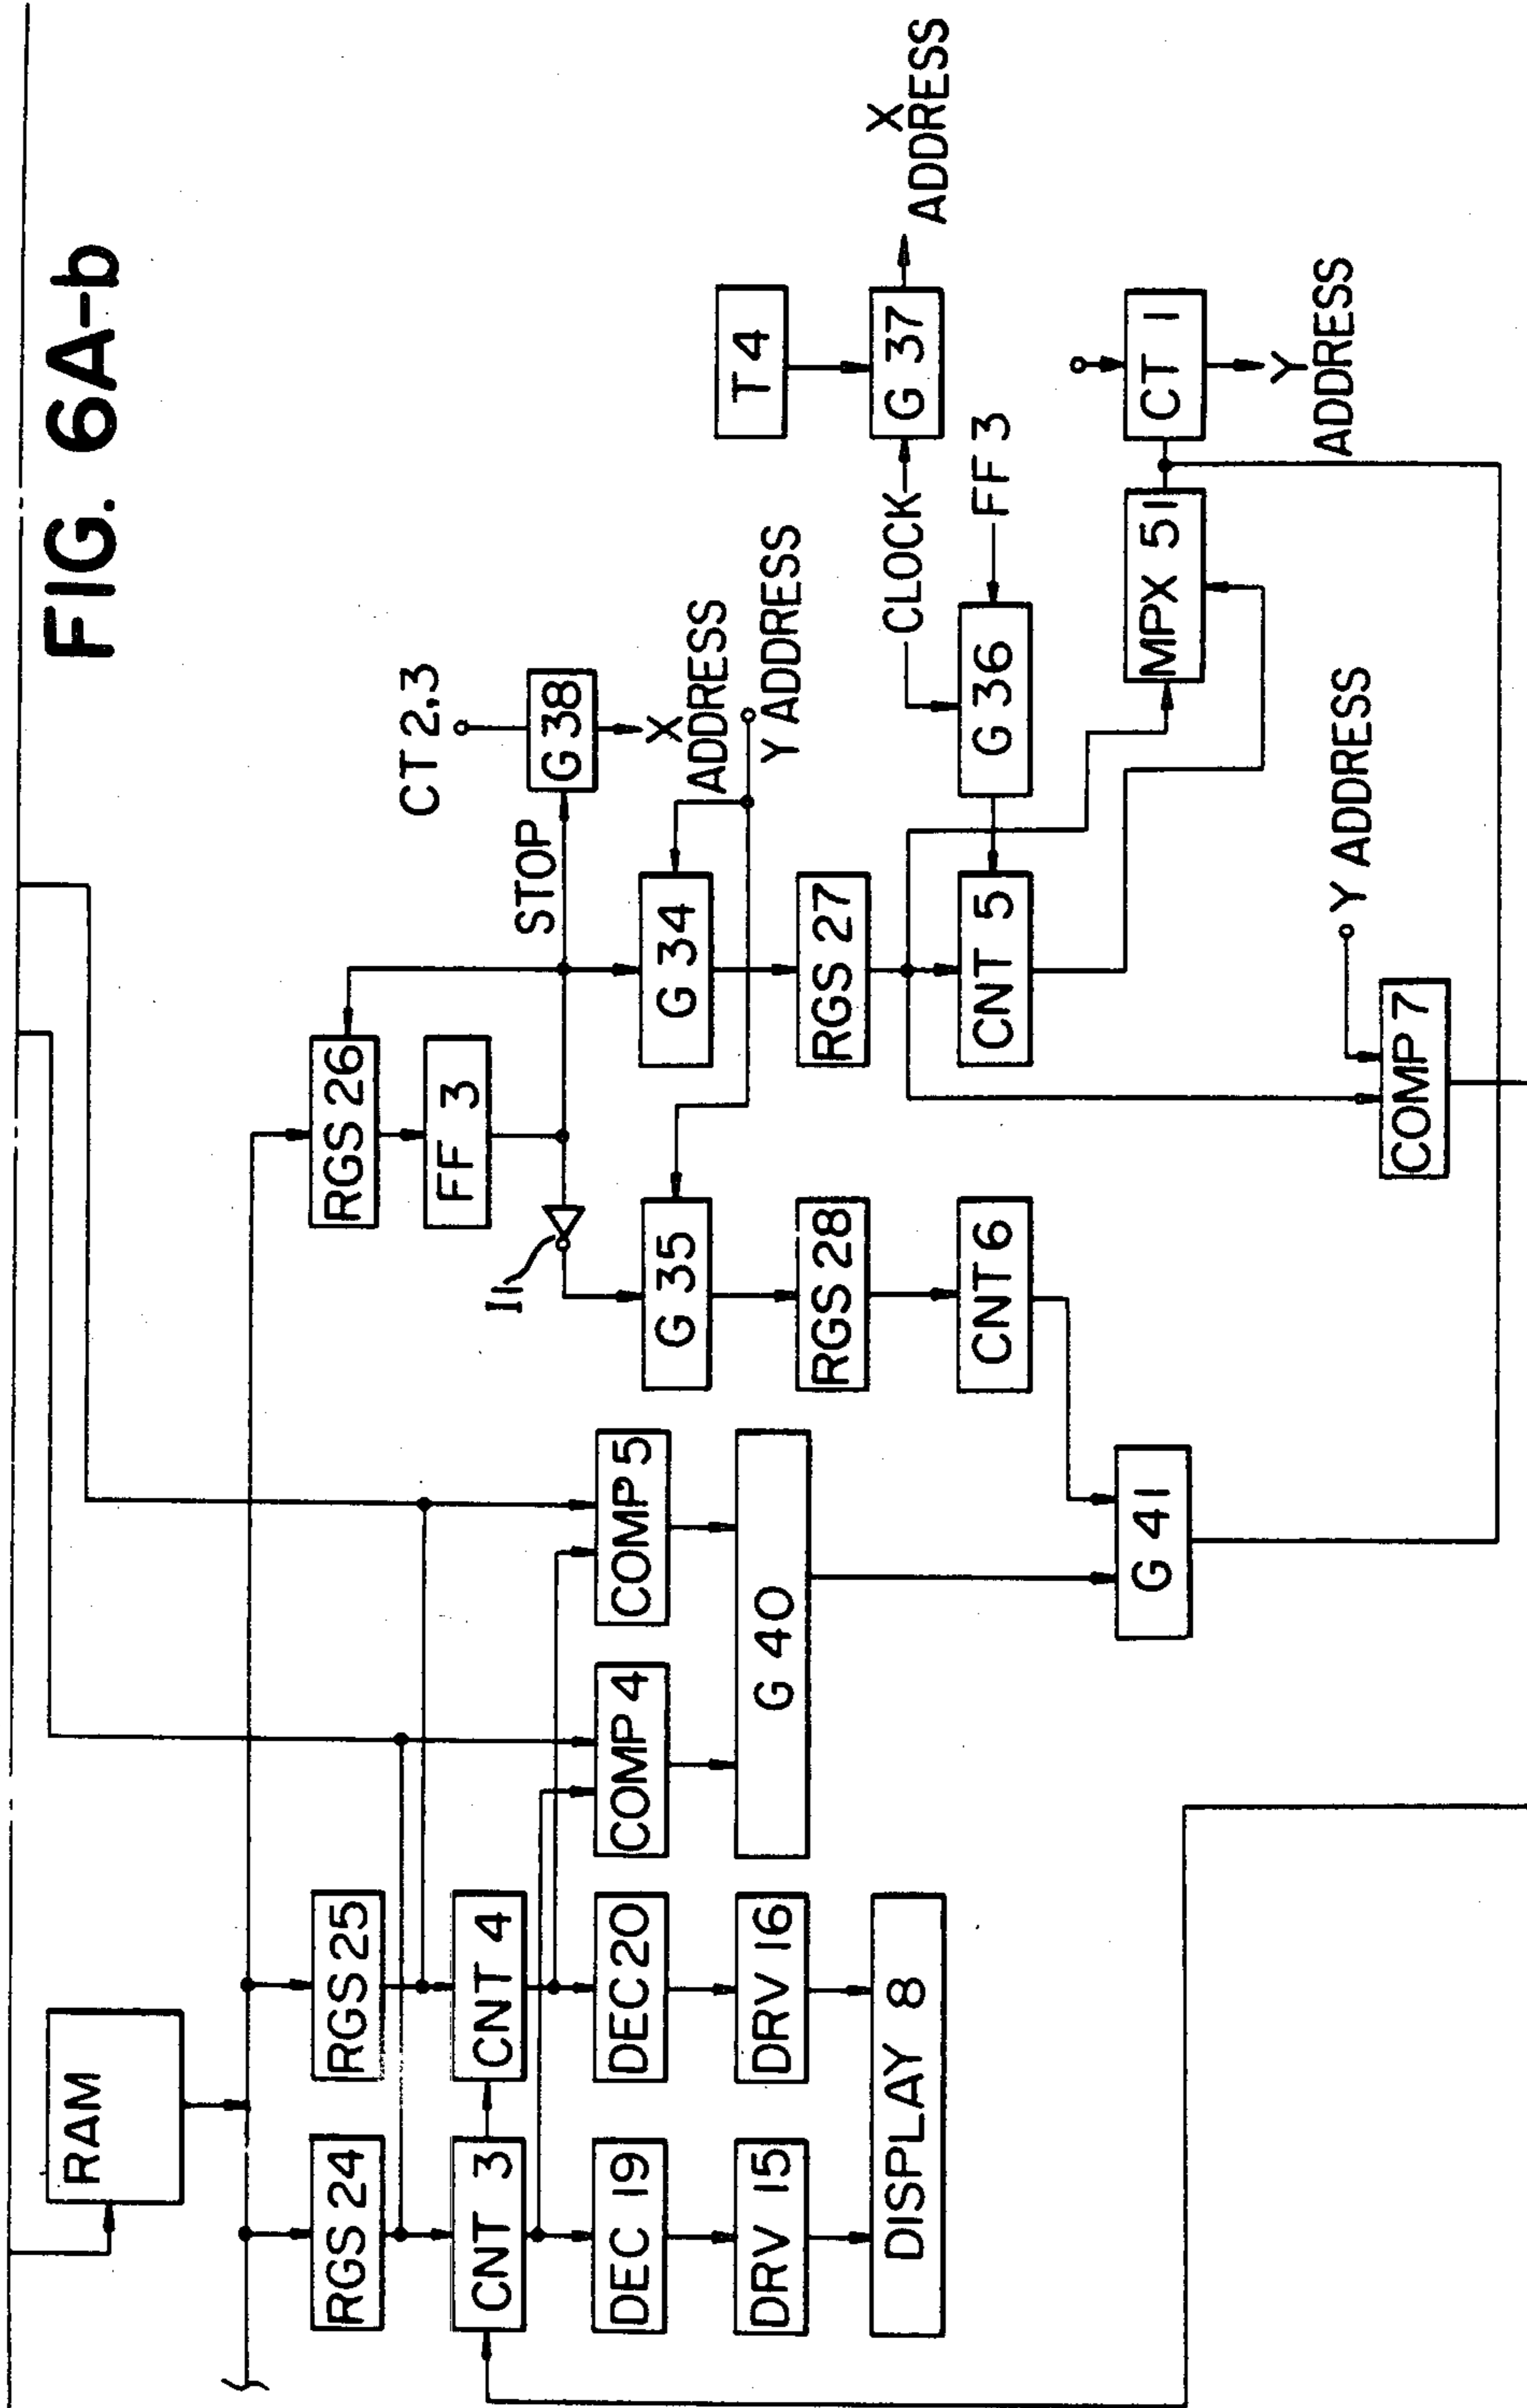 FIG. 6A-b
RAM
CT 2,3
RGS 24
RGS 25
RGS 26
STOP
G 38
X
ADDRESS
FF 3
CNT 3
CNT 4
I1
DEC 19
DEC 20
COMP 4
COMP 5
G 35
G 34
Y ADDRESS
T 4
DRV 15
DRV 16
G 40
RGS 28
RGS 27
DISPLAY 8
CLOCK
G 37
X
ADDRESS
CNT 6
CNT 5
G 36
FF 3
G 41
MPX 51
CT 1
Y
ADDRESS
Y ADDRESS
COMP 7